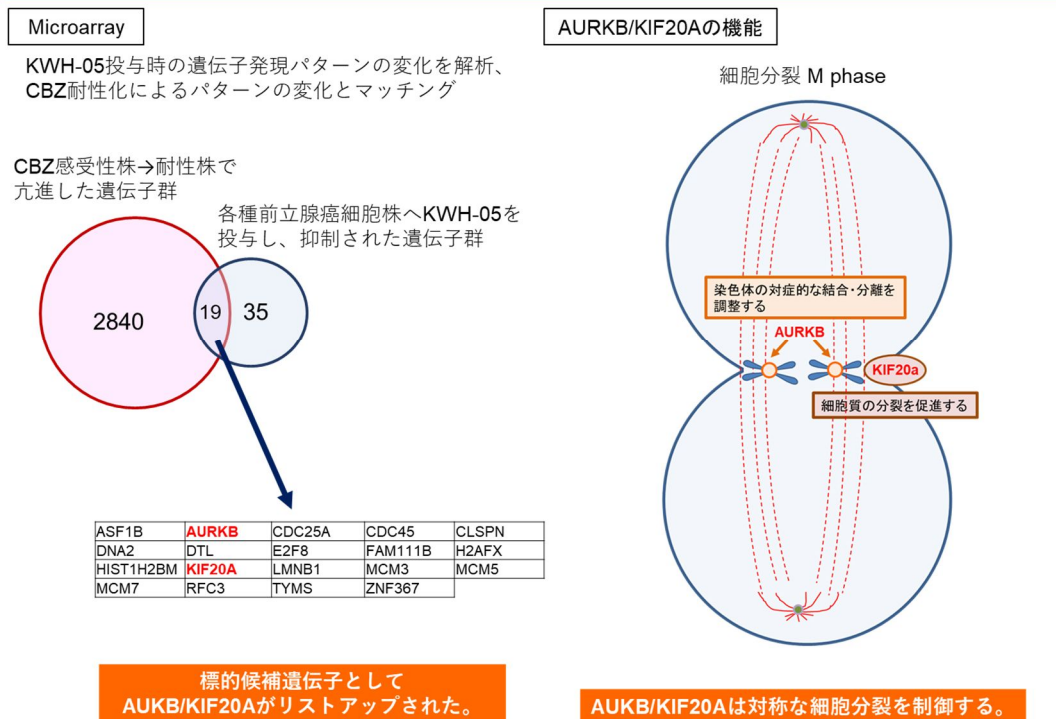 Microarray
KWH-05投与時の遺伝子発現パターンの変化を解析、
CBZ耐性化によるパターンの変化とマッチング
CBZ感受性株→耐性株で
亢進した遺伝子群
各種前立腺癌細胞株へKWH-05を
投与し、抑制された遺伝子群
2840
19
35
ASF1B AURKB CDC25A CDC45 CLSPN
DNA2 DTL E2F8 FAM111B H2AFX
HIST1H2BM KIF20A LMNB1 MCM3 MCM5
MCM7 RFC3 TYMS ZNF367
標的候補遺伝子として
AUKB/KIF20Aがリストアップされた。
AURKB/KIF20Aの機能
細胞分裂 M phase
染色体の対症的な結合・分離を
調整する
AURKB
KIF20a
細胞質の分裂を促進する
AUKB/KIF20Aは対称な細胞分裂を制御する。